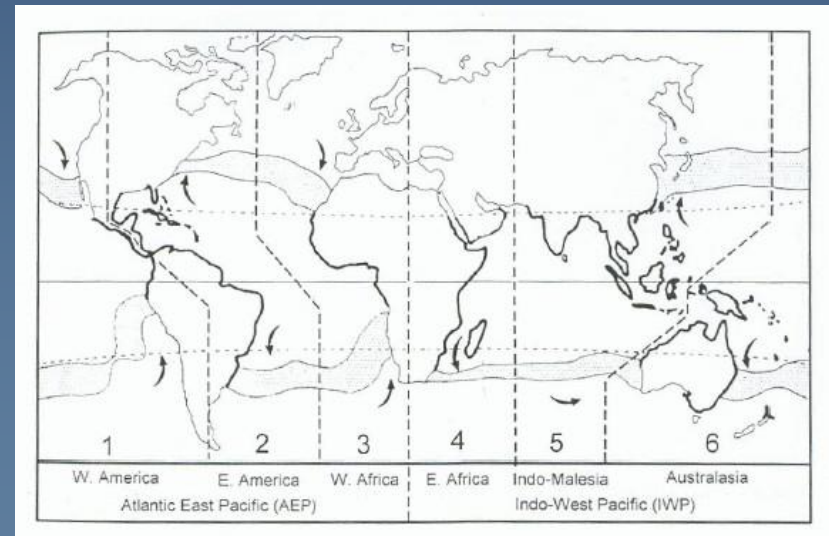 1 2 3 4 5 6
W. America E. America W. Africa E. Africa Indo-Malesia Australasia
Atlantic East Pacific (AEP) Indo-West Pacific (IWP)